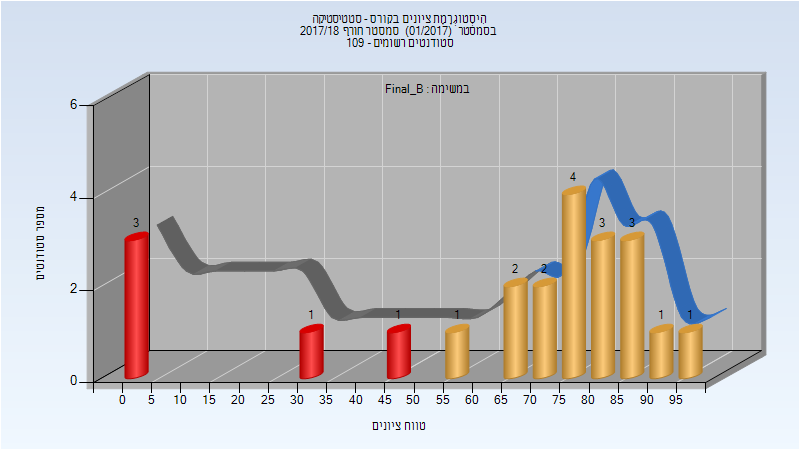 היסטוגרמת ציונים בקורס - סטטיסטיקה
בסמסטר (01/2017) סמסטר חורף 2017/18
סטודנטים רשומים - 109
במשימה : Final_B
מספר סטודנטים
6
4
2
0
3
1
1
1
2
2
4
3
3
1
1
0 5 10 15 20 25 30 35 40 45 50 55 60 65 70 75 80 85 90 95
טווח ציונים